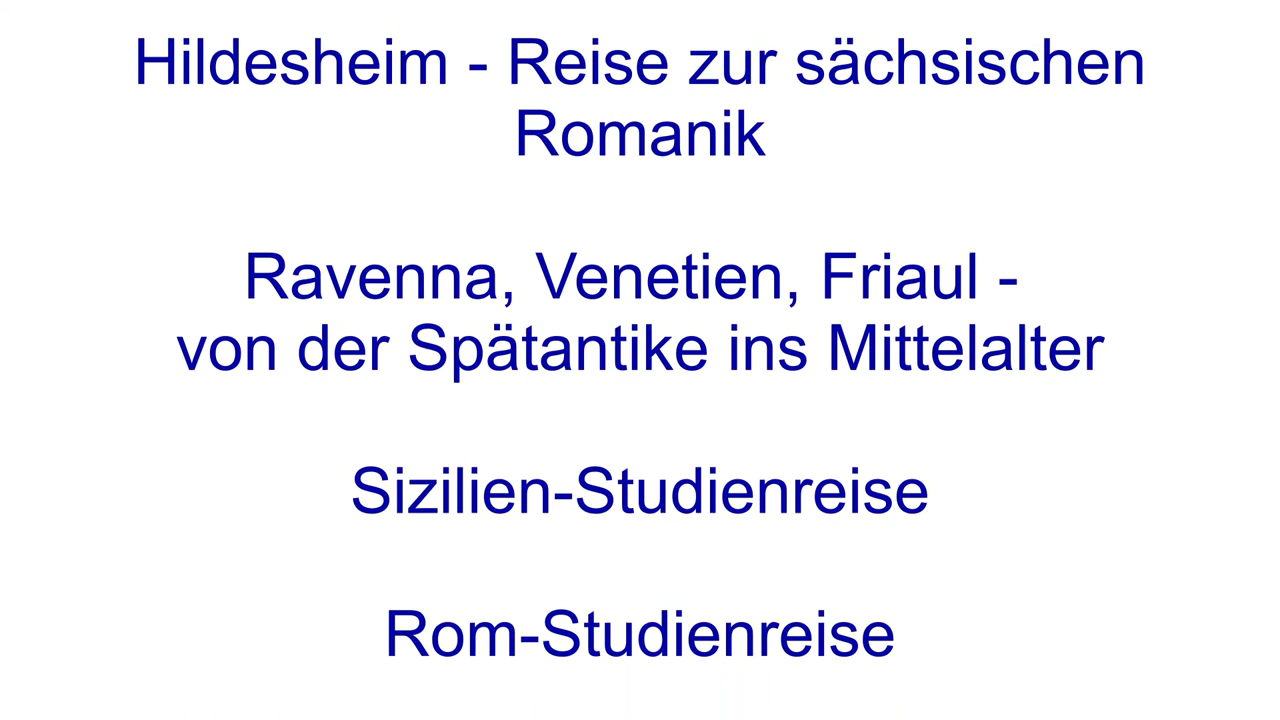 Hildesheim - Reise zur sächsischen
Romanik
Ravenna, Venetien, Friaul -
von der Spätantike ins Mittelalter
Sizilien-Studienreise
Rom-Studienreise